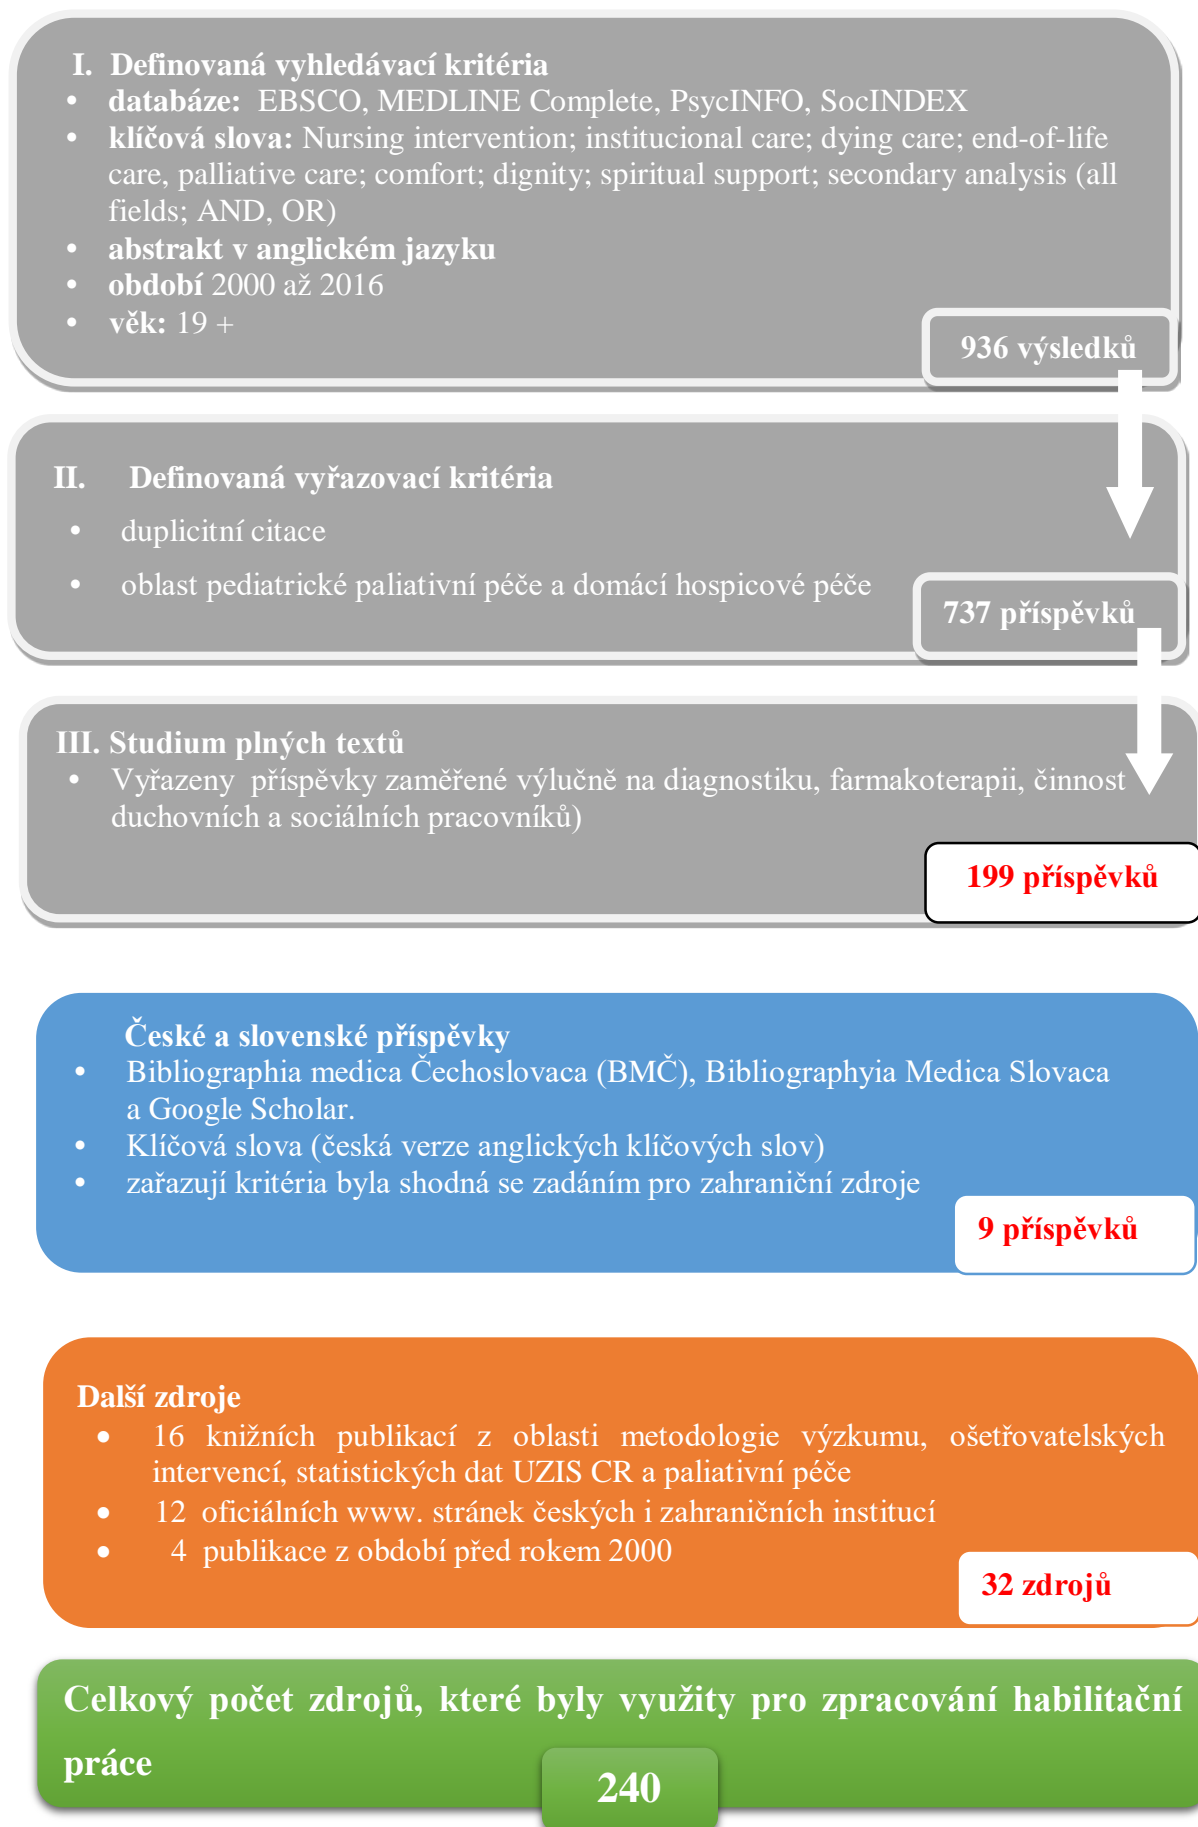 I. Definovaná vyhledávací kritéria
• databáze: EBSCO, MEDLINE Complete, PsycINFO, SocINDEX
• klíčová slova: Nursing intervention; institucional care; dying care; end-of-life
care, palliative care; comfort; dignity; spiritual support; secondary analysis (all
fields; AND, OR)
• abstrakt v anglickém jazyku
• období 2000 až 2016
• věk: 19 +
936 výsledků
II. Definovaná vyřazovací kritéria
• duplicitní citace
• oblast pediatrické paliativní péče a domácí hospicové péče
737 příspěvků
III. Studium plných textů
• Vyřazeny příspěvky zaměřené výlučně na diagnostiku, farmakoterapii, činnost
duchovních a sociálních pracovníků)
199 příspěvků
České a slovenské příspěvky
• Bibliographia medica Čechoslovaca (BMČ), Bibliographyia Medica Slovaca
a Google Scholar.
• Klíčová slova (česká verze anglických klíčových slov)
• zařazují kritéria byla shodná se zadáním pro zahraniční zdroje
9 příspěvků
Další zdroje
• 16 knižních publikací z oblasti metodologie výzkumu, ošetřovatelských
intervencí, statistických dat UZIS CR a paliativní péče
• 12 oficiálních www. stránek českých i zahraničních institucí
• 4 publikace z období před rokem 2000
32 zdrojů
Celkový počet zdrojů, které byly využity pro zpracování habilitační
práce
240